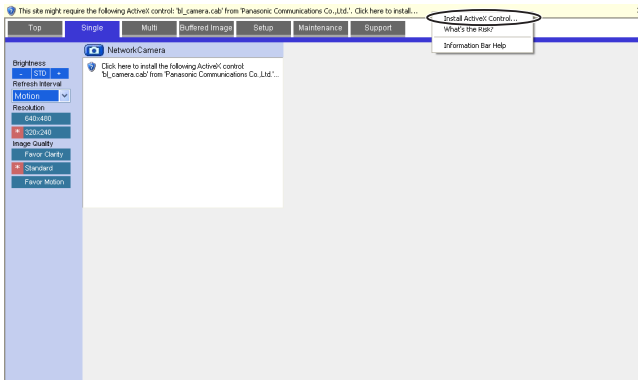 This site might require the following ActiveX control: 'bl_camera.cab' from 'Panasonic Communications Co.,Ltd.'. Click here to install...
Install ActiveX Control...
What's the Risk?
Information Bar Help
Top Single Multi Buffered Image Setup Maintenance Support
NetworkCamera
Click here to install the following ActiveX control:
'bl_camera.cab' from 'Panasonic Communications Co.,Ltd.'...
Brightness
- STD +
Refresh Interval
Motion
Resolution
640x480
* 320x240
Image Quality
Favor Clarity
* Standard
Favor Motion